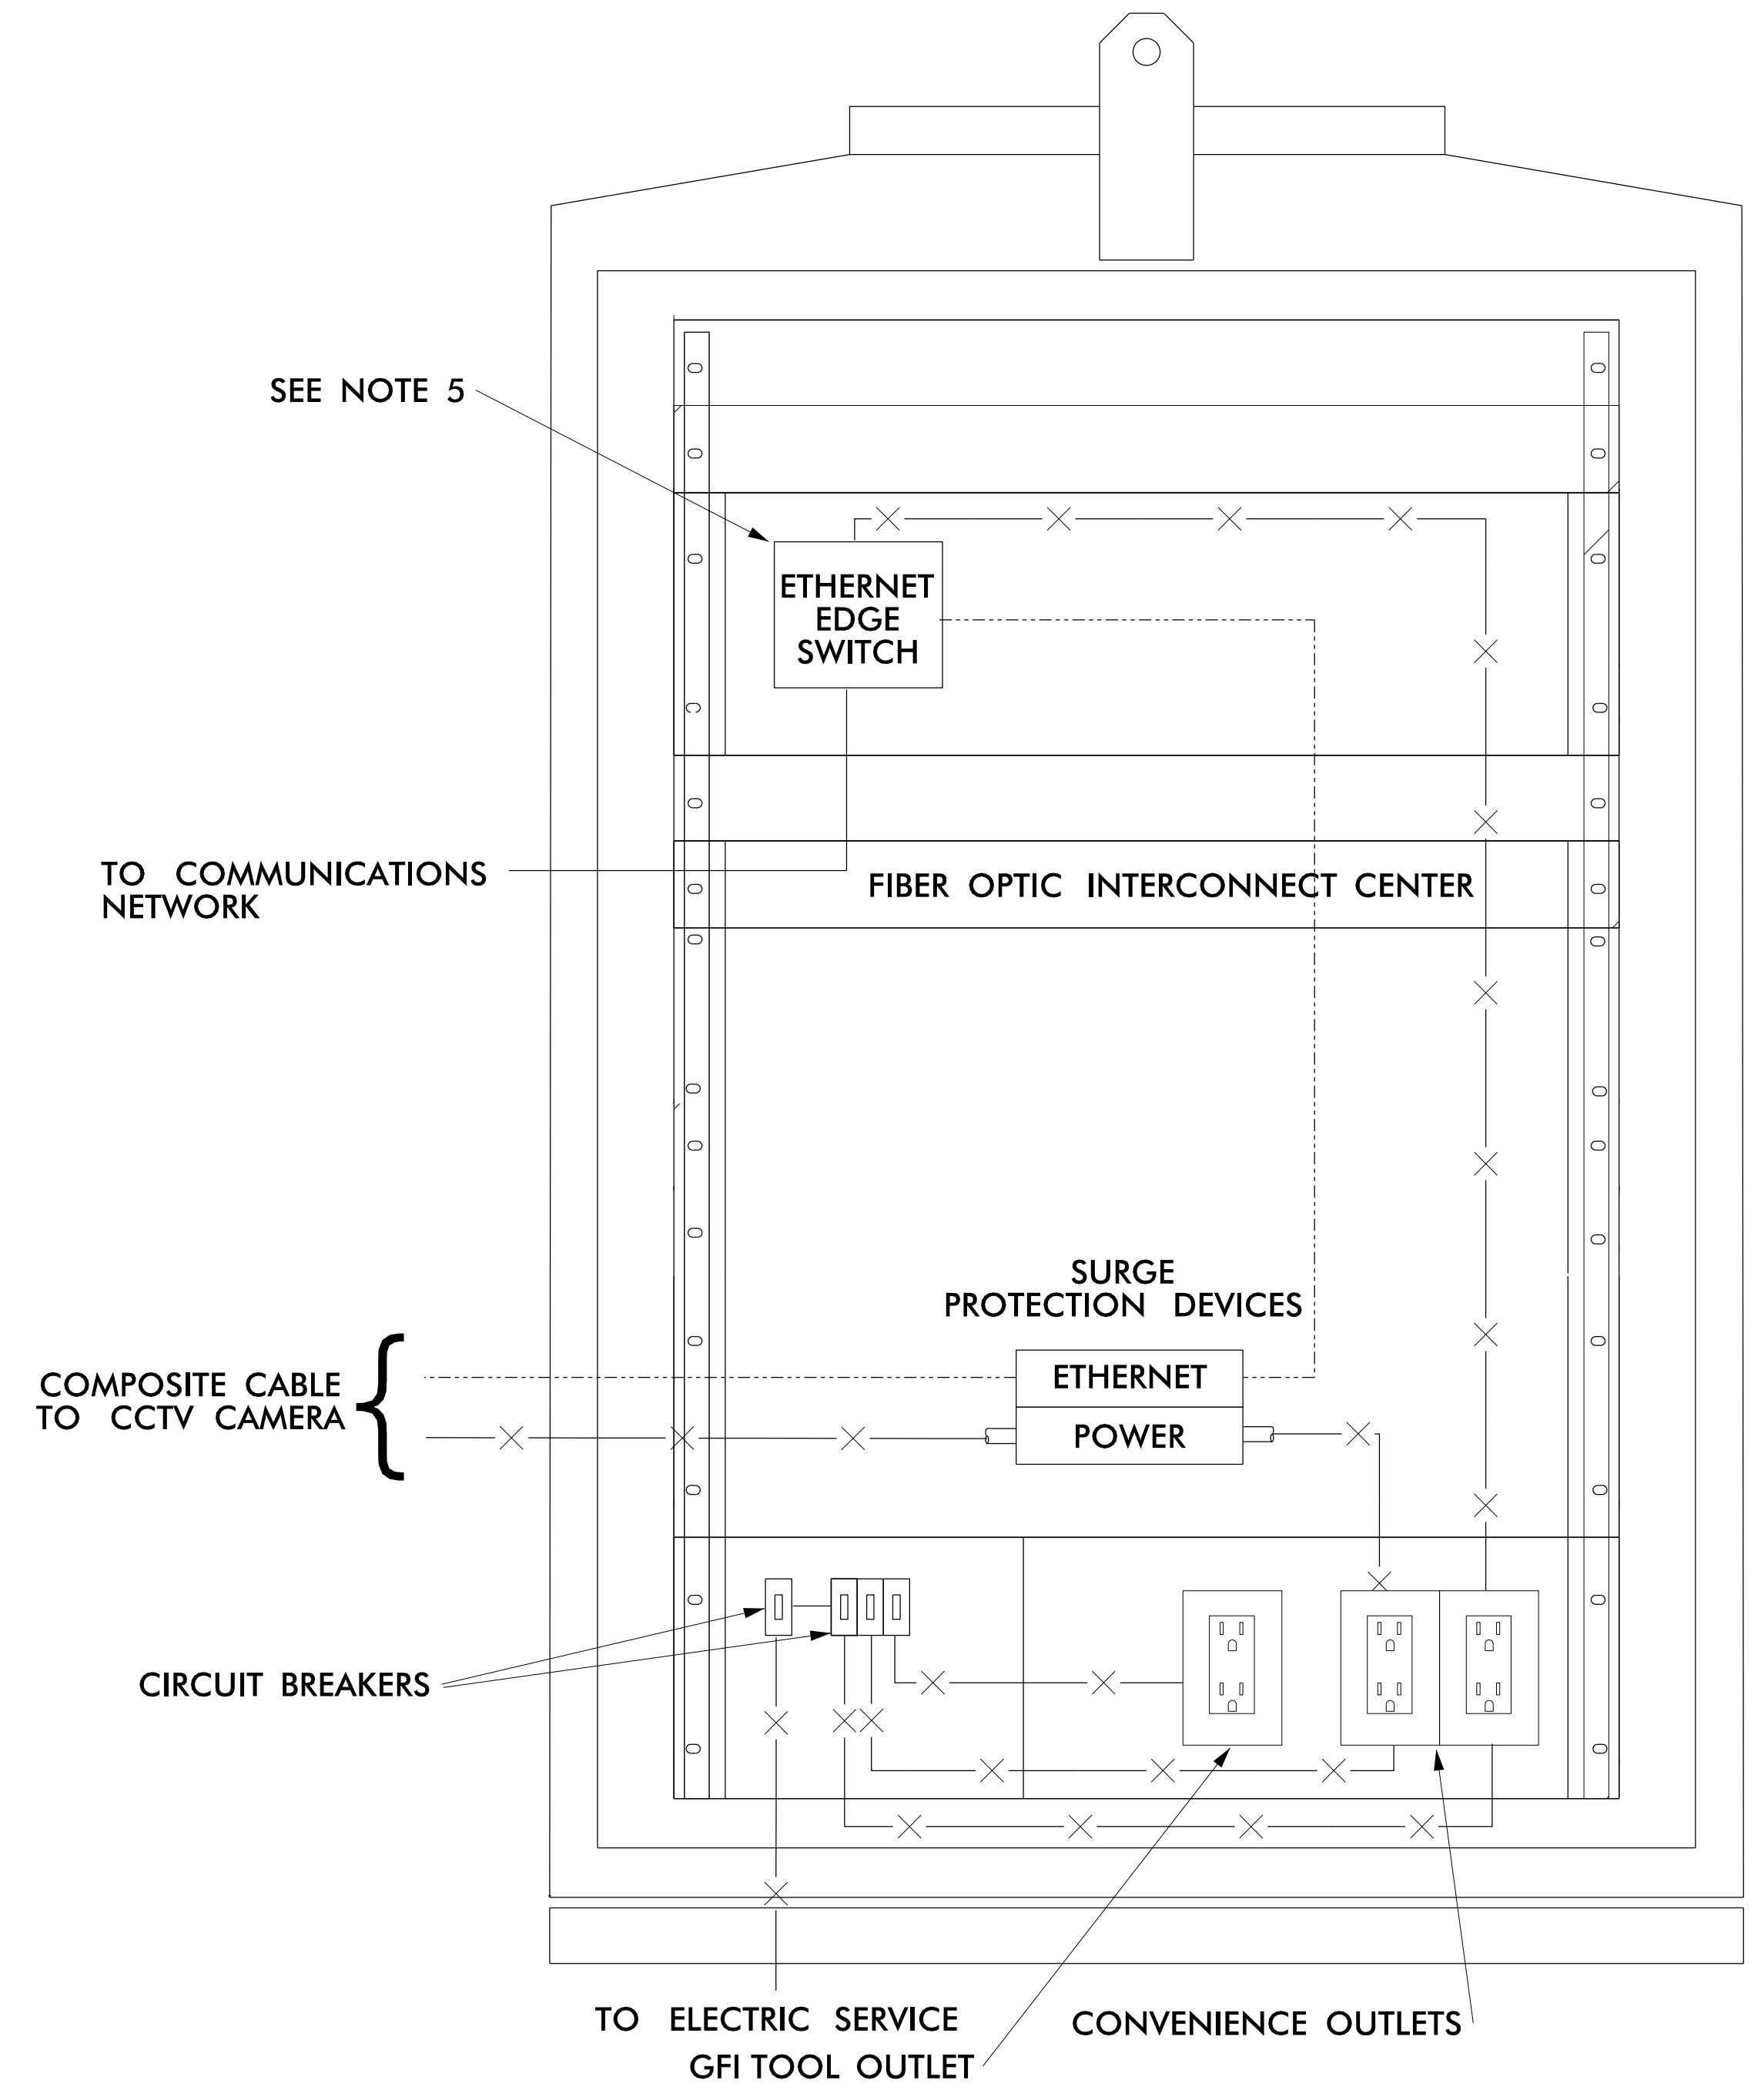 SEE NOTE 5
ETHERNET
EDGE
SWITCH
TO COMMUNICATIONS
NETWORK
FIBER OPTIC INTERCONNECT CENTER
SURGE
PROTECTION DEVICES
COMPOSITE CABLE
TO CCTV CAMERA
ETHERNET
POWER
CIRCUIT BREAKERS
TO ELECTRIC SERVICE
CONVENIENCE OUTLETS
GFI TOOL OUTLET